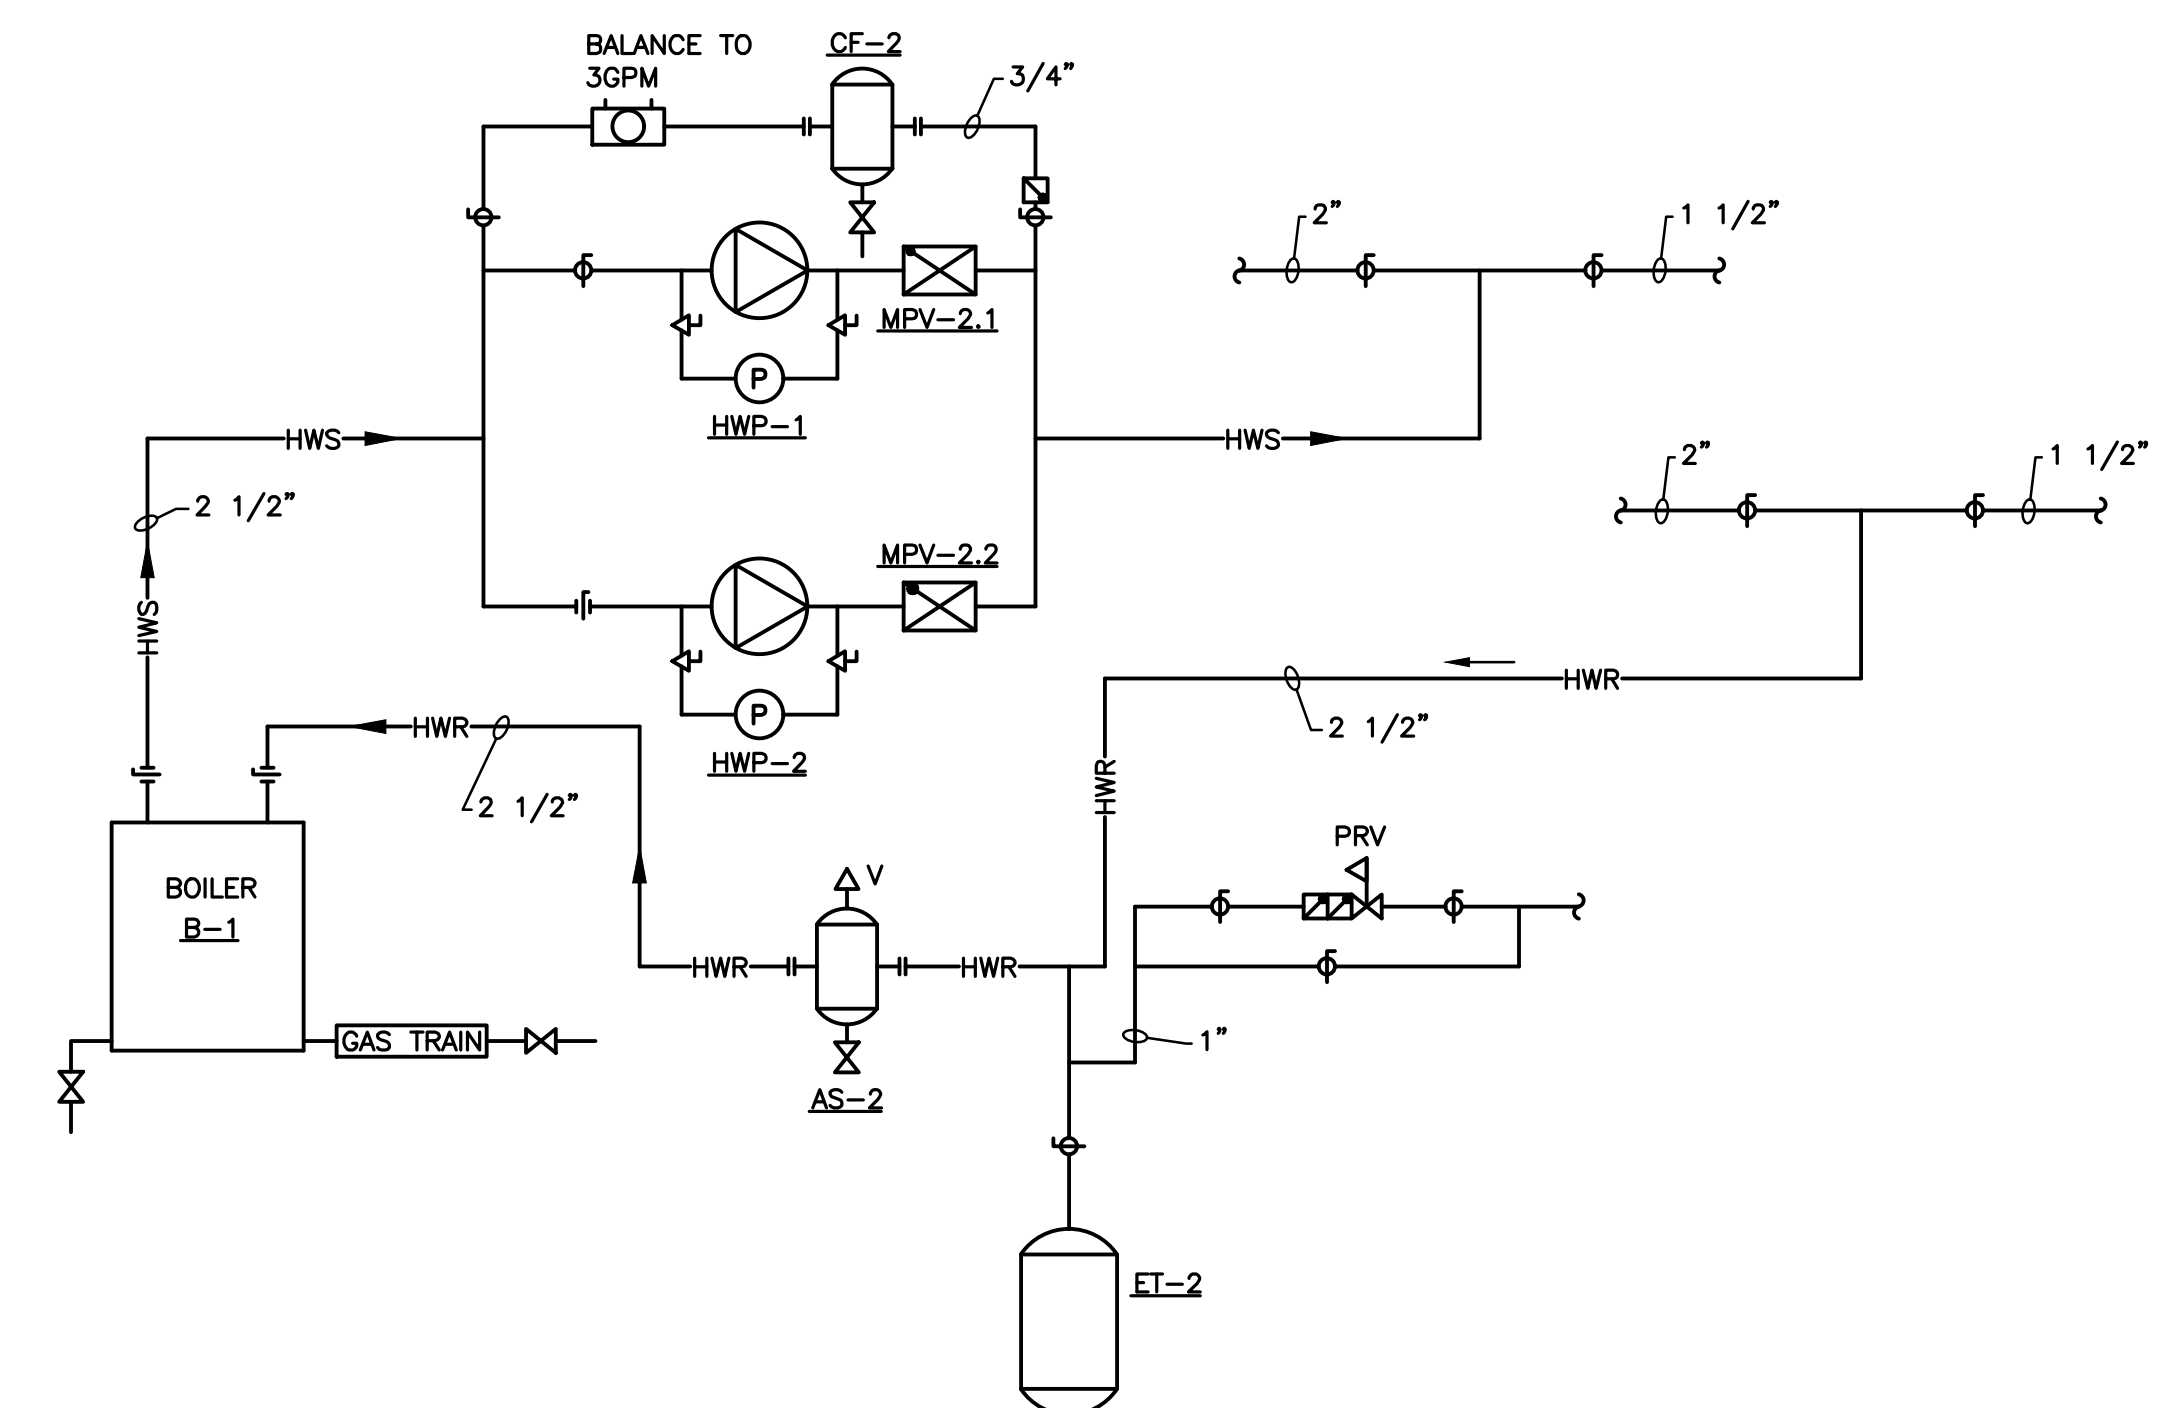 BALANCE TO
3GPM
CF-2
3/4"
2"
1 1/2"
MPV-2.1
P
HWP-1
HWS
HWS
2"
1 1/2"
2 1/2"
MPV-2.2
HWS
HWR
P
HWP-2
HWR
2 1/2"
2 1/2"
HWR
PRV
V
BOILER
B-1
HWR
HWR
GAS TRAIN
1"
AS-2
ET-2